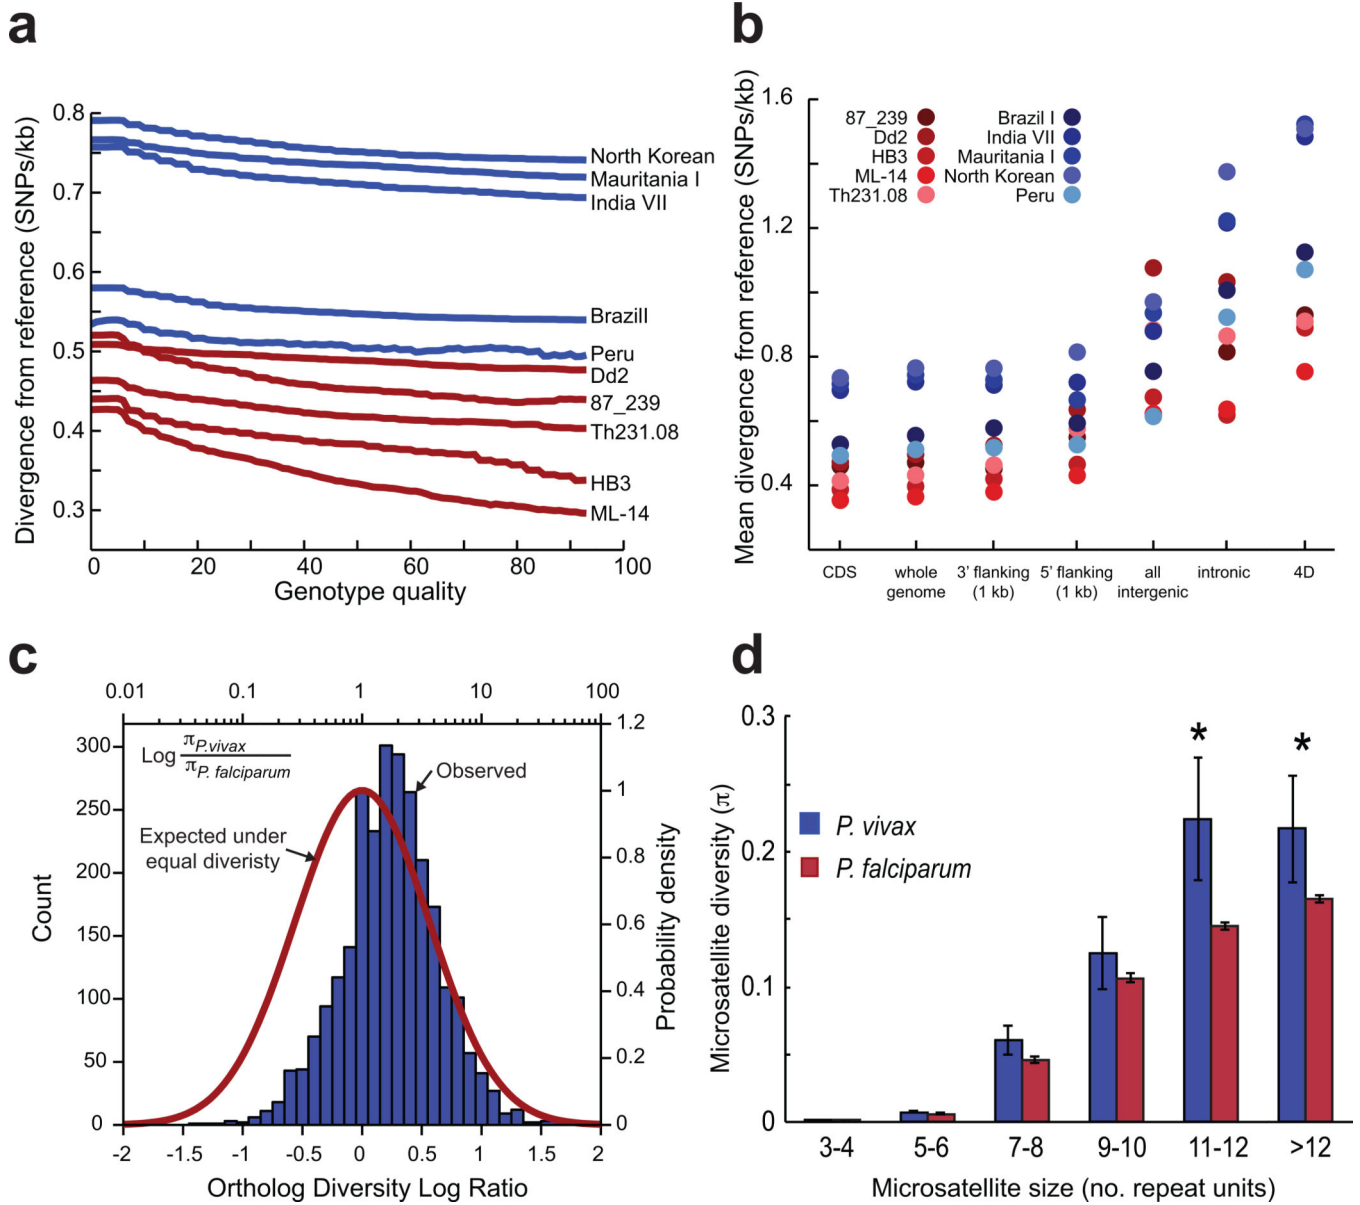 a
Divergence from reference (SNPs/kb)
0.8
0.7
0.6
0.5
0.4
0.3
North Korean
Mauritania I
India VII
BrazilI
Peru
Dd2
87_239
Th231.08
HB3
ML-14
0 20 40 60 80 100
Genotype quality
b
Mean divergence from reference (SNPs/kb)
1.6
1.2
0.8
0.4
87_239 Brazil I
Dd2 India VII
HB3 Mauritania I
ML-14 North Korean
Th231.08 Peru
CDS whole 3' flanking 5' flanking all intronic 4D
genome (1 kb) (1 kb) intergenic
c
0.01 0.1 1 10 100
Log πP.vivax
πP. falciparum
Observed
Expected under
equal diveristy
Count
300
250
200
150
100
50
0
1.2
1
0.8
0.6
0.4
0.2
0
Probability density
-2 -1.5 -1 -0.5 0 0.5 1 1.5 2
Ortholog Diversity Log Ratio
d
Microsatellite diversity (π)
0.3
0.2
0.1
0
* *
P. vivax
P. falciparum
3-4 5-6 7-8 9-10 11-12 >12
Microsatellite size (no. repeat units)